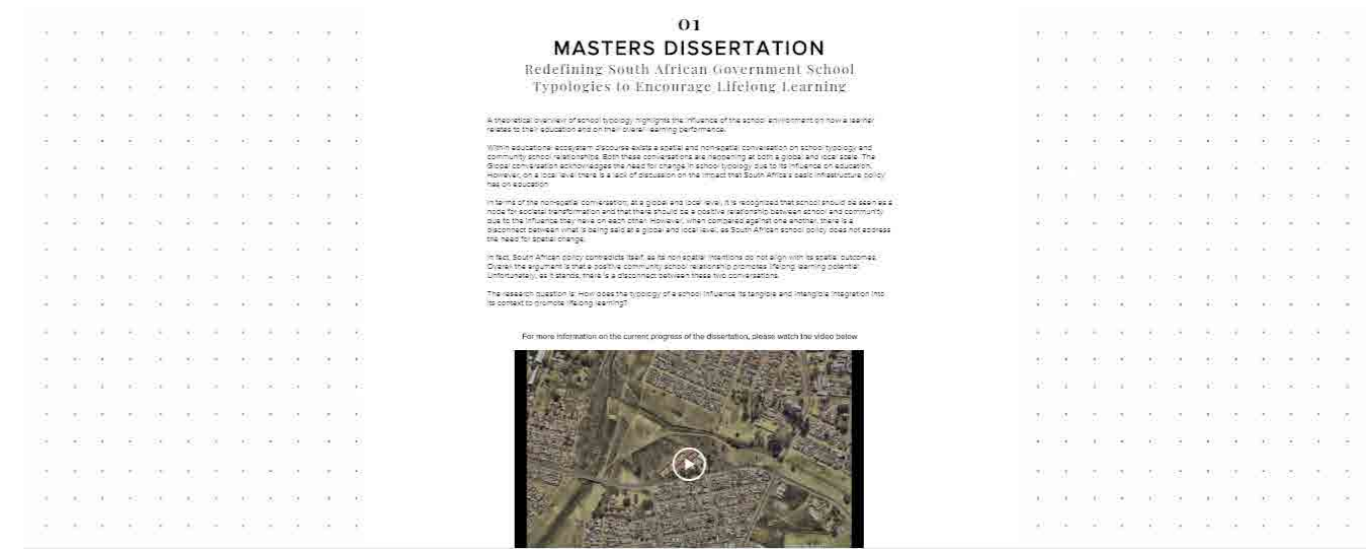 01
MASTERS DISSERTATION
Redefining South African Government School
Typologies to Encourage Lifelong Learning
A theoretical overview of school typology highlights the influence of the school environment on how a learner
relates to their education and on their overall learning performance.
Within educational ecosystem discourse exists a spatial and non-spatial conversation on school typology and
community school relationships. Both these conversations are happening at both a global and local scale. The
Global conversation acknowledges the need for change in school typology due to its influence on education,
However, on a local level there is a lack of discussion on the impact that South Africa's basic infrastructure policy
has on education
In terms of the non-spatial conversation, at a global and local level, it is recognized that school should be seen as a
node for societal transformation and that there should be a positive relationship between school and community
due to the influence they have on each other. However, when compared against one another, there is a
disconnect between what is being said at a global and local level, as South African school policy does not address
the need for spatial change.
In fact, South African policy contradicts itself, as its non spatial intentions do not align with its spatial outcomes.
Overall the argument is that a positive community school relationship promotes lifelong learning potential.
Unfortunately, as it stands, there is a disconnect between these two conversations.
The research question is: How does the typology of a school influence its tangible and intangible integration into
its context to promote lifelong learning?
For more information on the current progress of the dissertation, please watch the video below